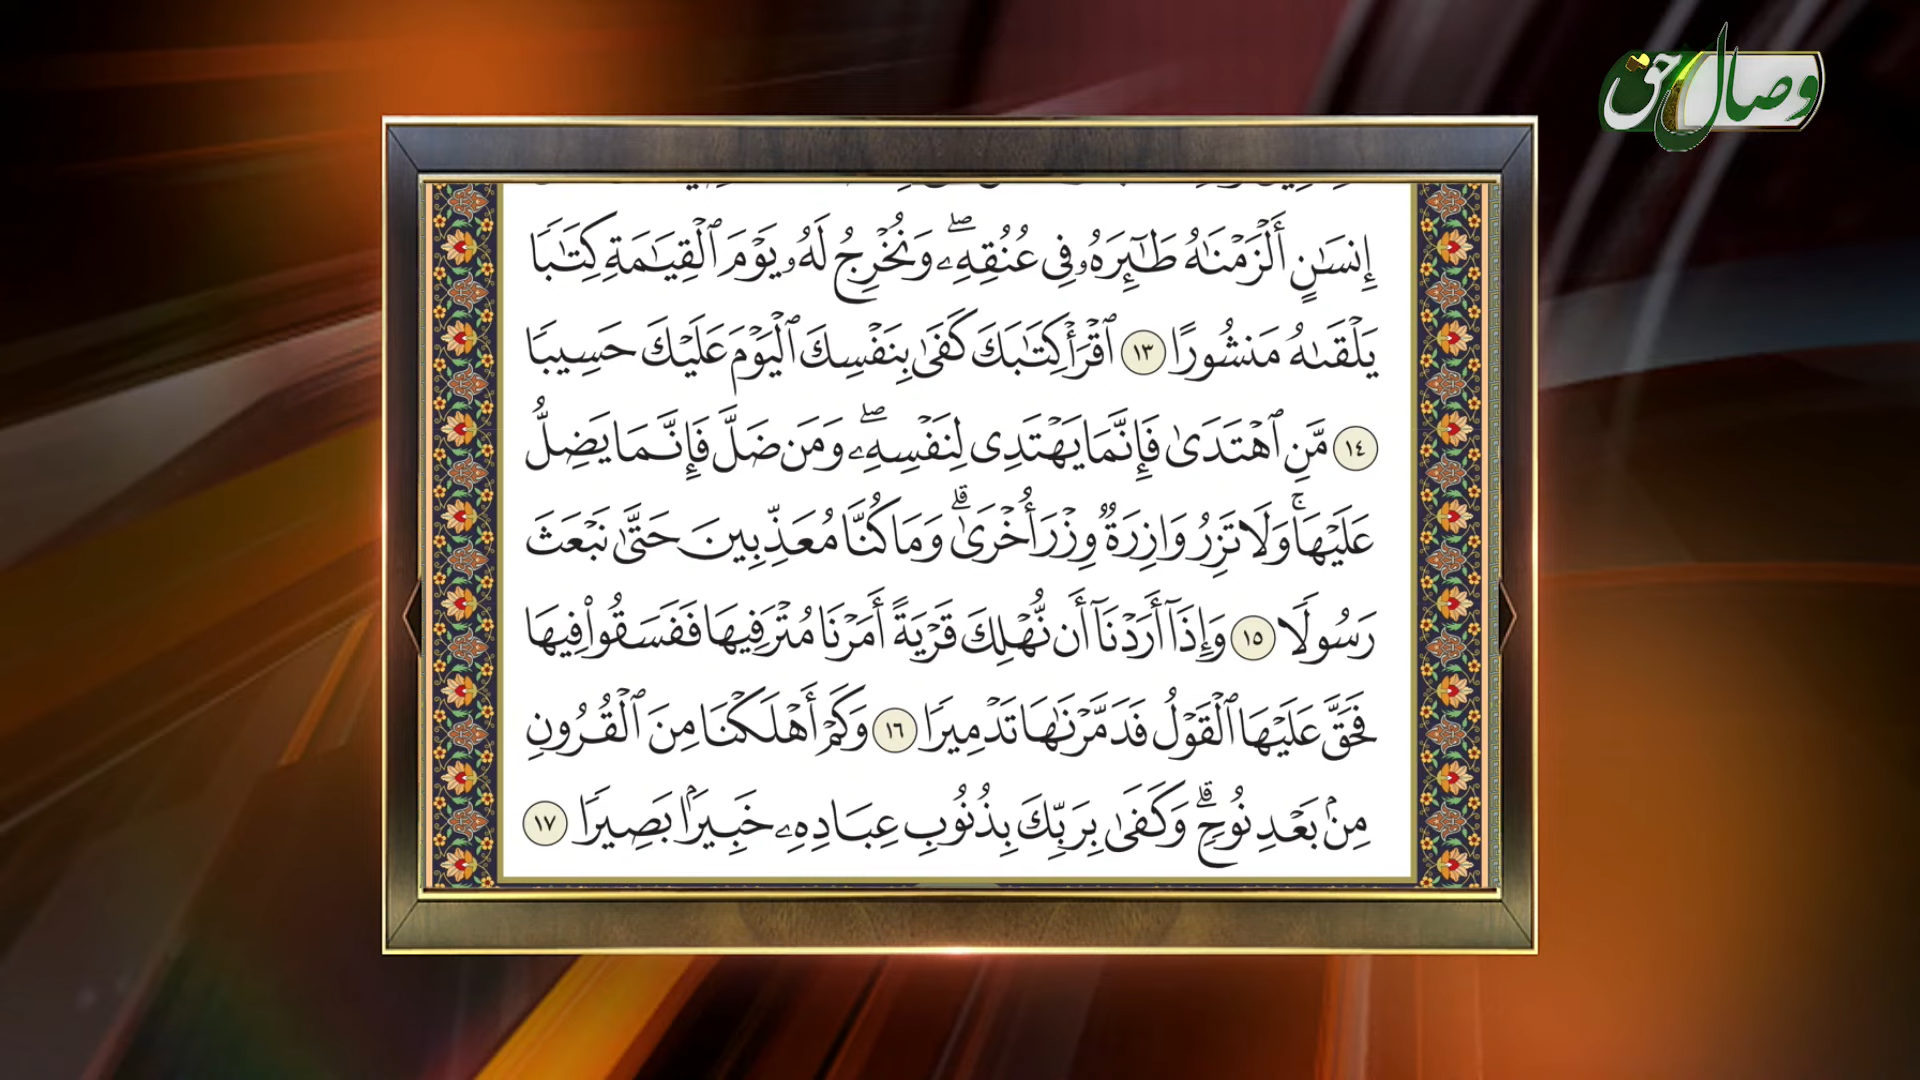 وصال حق
إِنسَٰنٍ أَلْزَمْنَٰهُ طَٰٓئِرَهُۥ فِى عُنُقِهِۦ ۖ وَنُخْرِجُ لَهُۥ يَوْمَ ٱلْقِيَٰمَةِ كِتَٰبًا
يَلْقَىٰهُ مَنشُورًا ١٣ ٱقْرَأْ كِتَٰبَكَ كَفَىٰ بِنَفْسِكَ ٱلْيَوْمَ عَلَيْكَ حَسِيبًا
١٤ مَّنِ ٱهْتَدَىٰ فَإِنَّمَا يَهْتَدِى لِنَفْسِهِۦ ۖ وَمَن ضَلَّ فَإِنَّمَا يَضِلُّ
عَلَيْهَا ۚ وَلَا تَزِرُ وَازِرَةٌ وِزْرَ أُخْرَىٰ ۗ وَمَا كُنَّا مُعَذِّبِينَ حَتَّىٰ نَبْعَثَ
رَسُولًا ١٥ وَإِذَآ أَرَدْنَآ أَن نُّهْلِكَ قَرْيَةً أَمَرْنَا مُتْرَفِيهَا فَفَسَقُوا۟ فِيهَا
فَحَقَّ عَلَيْهَا ٱلْقَوْلُ فَدَمَّرْنَٰهَا تَدْمِيرًا ١٦ وَكَمْ أَهْلَكْنَا مِنَ ٱلْقُرُونِ
مِنۢ بَعْدِ نُوحٍ ۗ وَكَفَىٰ بِرَبِّكَ بِذُنُوبِ عِبَادِهِۦ خَبِيرًۢا بَصِيرًا ١٧